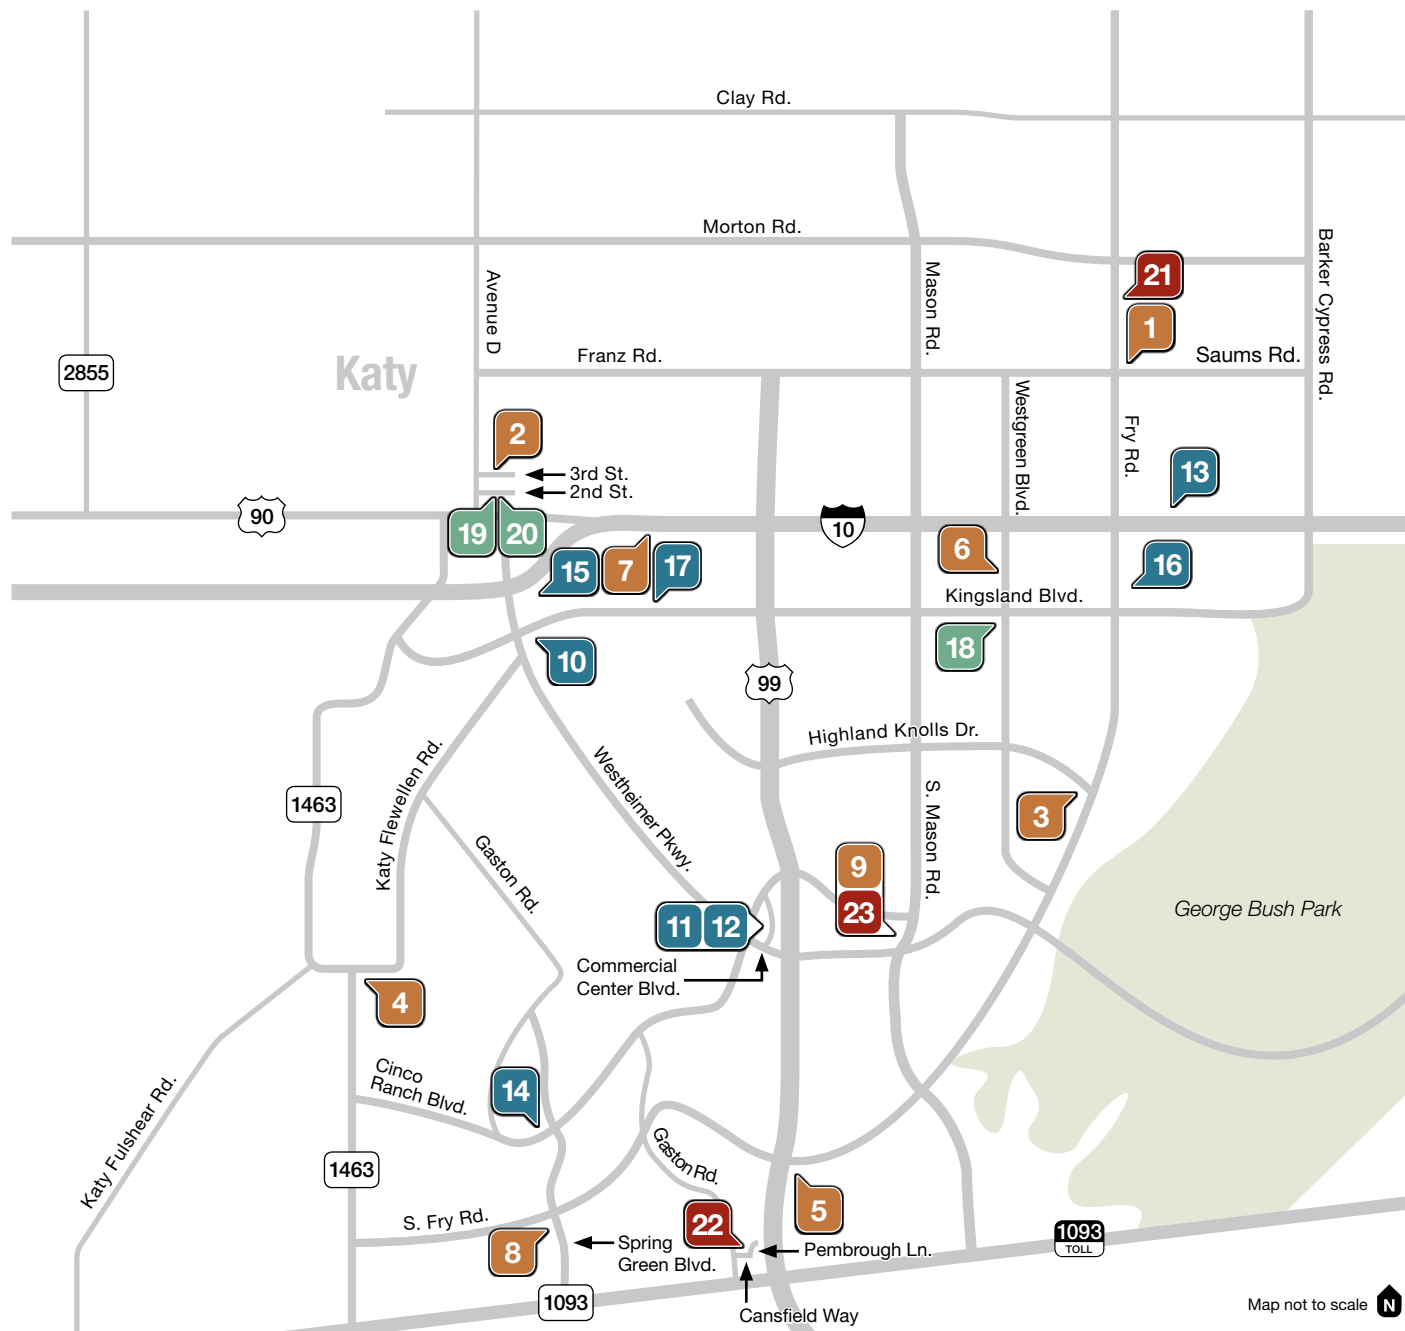 Clay Rd.
Morton Rd.
Barker Cypress Rd.
Avenue D
Mason Rd.
21
1
Franz Rd.
Saums Rd.
2855
Katy
Westgreen Blvd.
Fry Rd.
2
13
3rd St.
2nd St.
90
10
19
20
6
15
7
17
16
Kingsland Blvd.
18
10
99
Highland Knolls Dr.
Westheimer Pkwy.
Katy Flewellen Rd.
1463
S. Mason Rd.
3
Gaston Rd.
9
23
11
12
George Bush Park
Commercial
Center Blvd.
4
Cinco
Ranch Blvd.
14
Katy Fulshear Rd.
Gaston Rd.
1463
5
22
S. Fry Rd.
8
Spring
Green Blvd.
Pembrough Ln.
1093
TOLL
1093
Cansfield Way
Map not to scale
N